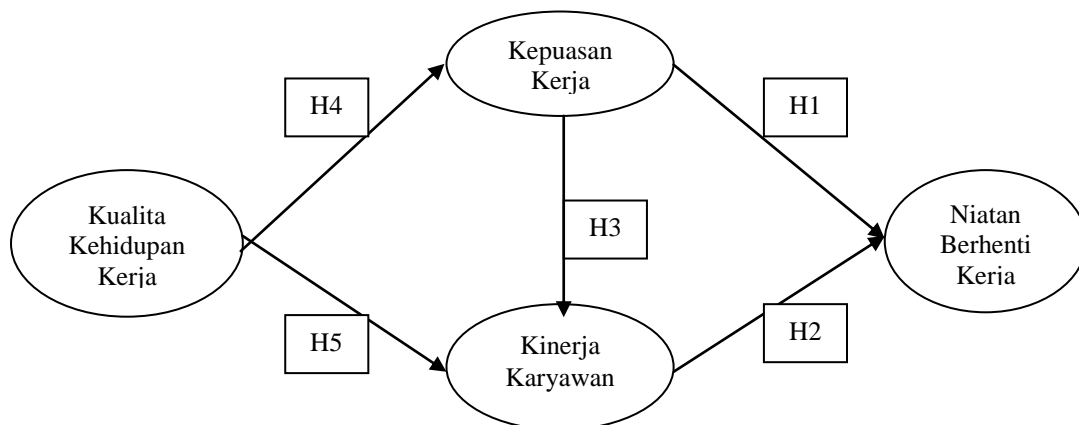 Kepuasan
Kerja
H4
H1
Kualita
Kehidupan
Kerja
H3
Niatan
Berhenti
Kerja
H5
H2
Kinerja
Karyawan